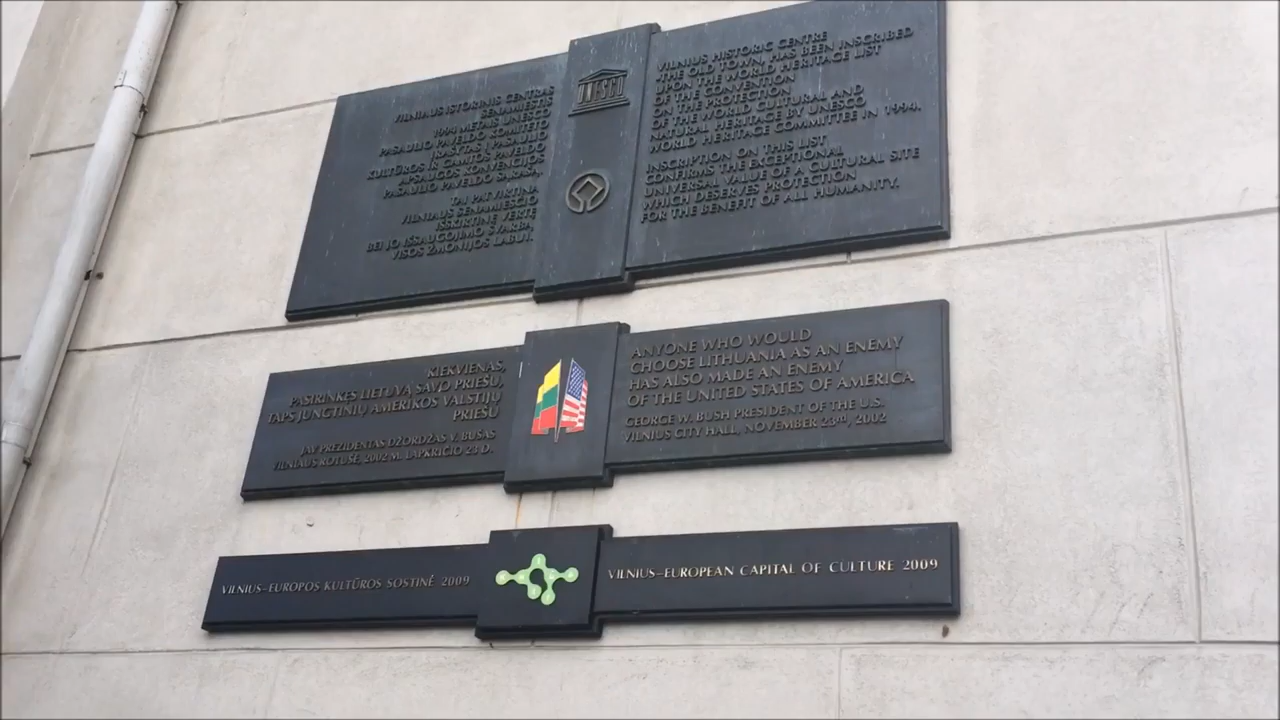 VILNIAUS ISTORINIS CENTRAS
SENAMIESTIS
1994 METAIS UNESCO
PASAULIO PAVELDO KOMITETO
ĮRAŠYTAS Į PASAULIO
KULTŪROS IR GAMTOS PAVELDO
APSAUGOS KONVENCIJOS
PASAULIO PAVELDO SĄRAŠĄ.
TAI PATVIRTINA
VILNIAUS SENAMIESČIO
IŠSKIRTINĘ VERTĘ
BEI JO IŠSAUGOJIMO SVARBĄ
VISOS ŽMONIJOS LABUI.
UNESCO
VILNIUS HISTORIC CENTRE
THE OLD TOWN, HAS BEEN INSCRIBED
UPON THE WORLD HERITAGE LIST
OF THE CONVENTION
ON THE PROTECTION
OF THE WORLD CULTURAL AND
NATURAL HERITAGE BY UNESCO
WORLD HERITAGE COMMITTEE IN 1994.
INSCRIPTION ON THIS LIST
CONFIRMS THE EXCEPTIONAL
UNIVERSAL VALUE OF A CULTURAL SITE
WHICH DESERVES PROTECTION
FOR THE BENEFIT OF ALL HUMANITY.
KIEKVIENAS,
PASIRINKĘS LIETUVĄ SAVO PRIEŠU,
TAPS JUNGTINIŲ AMERIKOS VALSTIJŲ
PRIEŠU
JAV PREZIDENTAS DŽORDŽAS V. BUŠAS
VILNIAUS ROTUŠĖ, 2002 M. LAPKRIČIO 23 D.
ANYONE WHO WOULD
CHOOSE LITHUANIA AS AN ENEMY
HAS ALSO MADE AN ENEMY
OF THE UNITED STATES OF AMERICA
GEORGE W. BUSH PRESIDENT OF THE U.S.
VILNIUS CITY HALL, NOVEMBER 23rd, 2002
VILNIUS–EUROPOS KULTŪROS SOSTINĖ 2009
VILNIUS–EUROPEAN CAPITAL OF CULTURE 2009